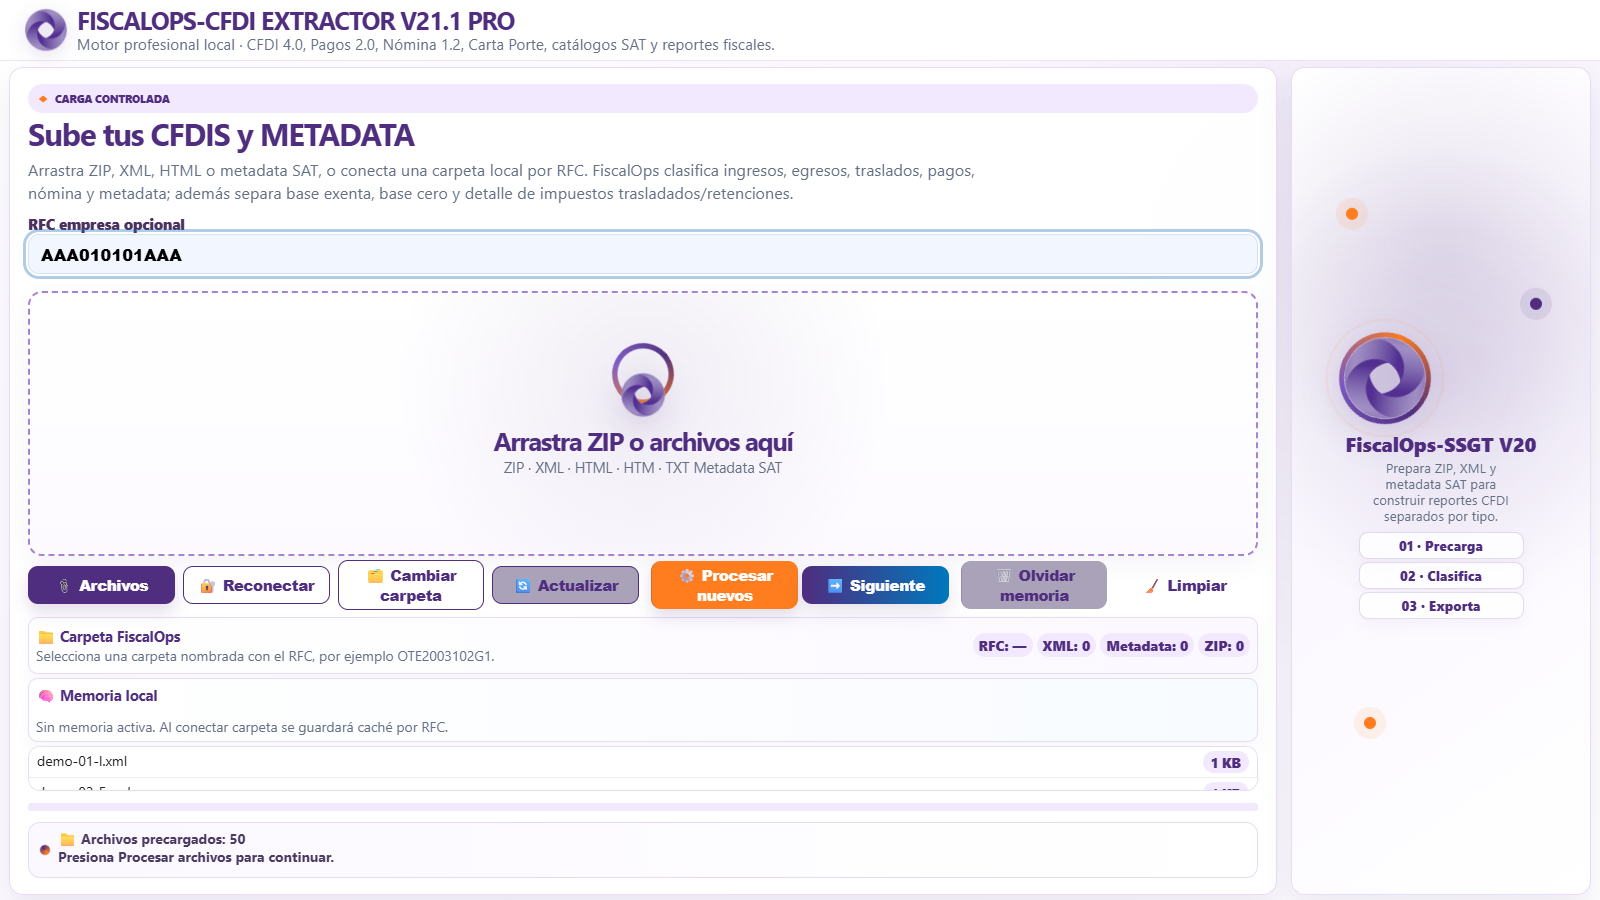 FISCALOPS-CFDI EXTRACTOR V21.1 PRO
Motor profesional local · CFDI 4.0, Pagos 2.0, Nómina 1.2, Carta Porte, catálogos SAT y reportes fiscales.
CARGA CONTROLADA
Sube tus CFDIS y METADATA
Arrastra ZIP, XML, HTML o metadata SAT, o conecta una carpeta local por RFC. FiscalOps clasifica ingresos, egresos, traslados, pagos,
nómina y metadata; además separa base exenta, base cero y detalle de impuestos trasladados/retenciones.
RFC empresa opcional
AAA010101AAA
Arrastra ZIP o archivos aquí
ZIP · XML · HTML · HTM · TXT Metadata SAT
Archivos
Reconectar
Cambiar
carpeta
Actualizar
Procesar
nuevos
Siguiente
Olvidar
memoria
Limpiar
Carpeta FiscalOps
Selecciona una carpeta nombrada con el RFC, por ejemplo OTE2003102G1.
RFC: — XML: 0 Metadata: 0 ZIP: 0
Memoria local
Sin memoria activa. Al conectar carpeta se guardará caché por RFC.
demo-01-I.xml 1 KB
Archivos precargados: 50
Presiona Procesar archivos para continuar.
FiscalOps-SSGT V20
Prepara ZIP, XML y
metadata SAT para
construir reportes CFDI
separados por tipo.
01 · Precarga
02 · Clasifica
03 · Exporta